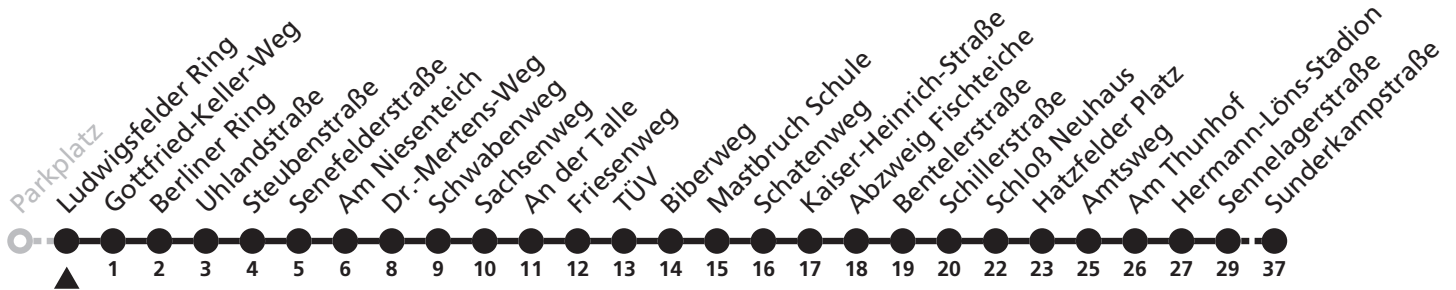 Parkplatz
Ludwigsfelder Ring
Gottfried-Keller-Weg
Berliner Ring
Uhlandstraße
Steubenstraße
Senefelderstraße
Am Niesenteich
Dr.-Mertens-Weg
Schwabenweg
Sachsenweg
An der Talle
Friesenweg
TÜV
Biberweg
Mastbruch Schule
Schatenweg
Kaiser-Heinrich-Straße
Abzweig Fischteiche
Bentelerstraße
Schillerstraße
Schloß Neuhaus
Hatzfelder Platz
Amtsweg
Am Thunhof
Hermann-Löns-Stadion
Sennelagerstraße
Sunderkampstraße
1 2 3 4 5 6 8 9 10 11 12 13 14 15 16 17 18 19 20 22 23 25 26 27 29 37